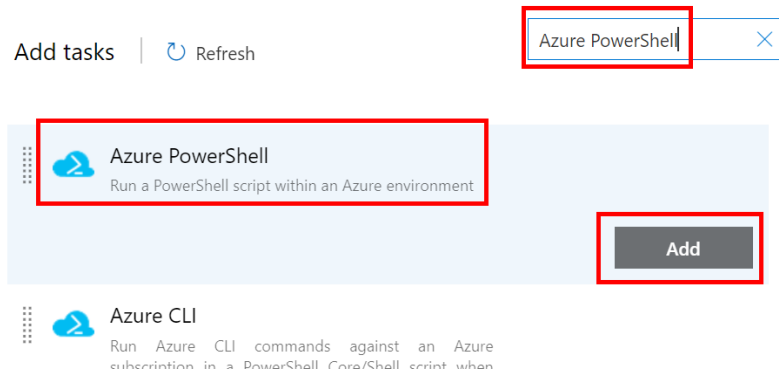 Add tasks
Refresh
Azure PowerShell
Azure PowerShell
Run a PowerShell script within an Azure environment
Add
Azure CLI
Run Azure CLI commands against an Azure
subscription in a PowerShell Core/Shell script when